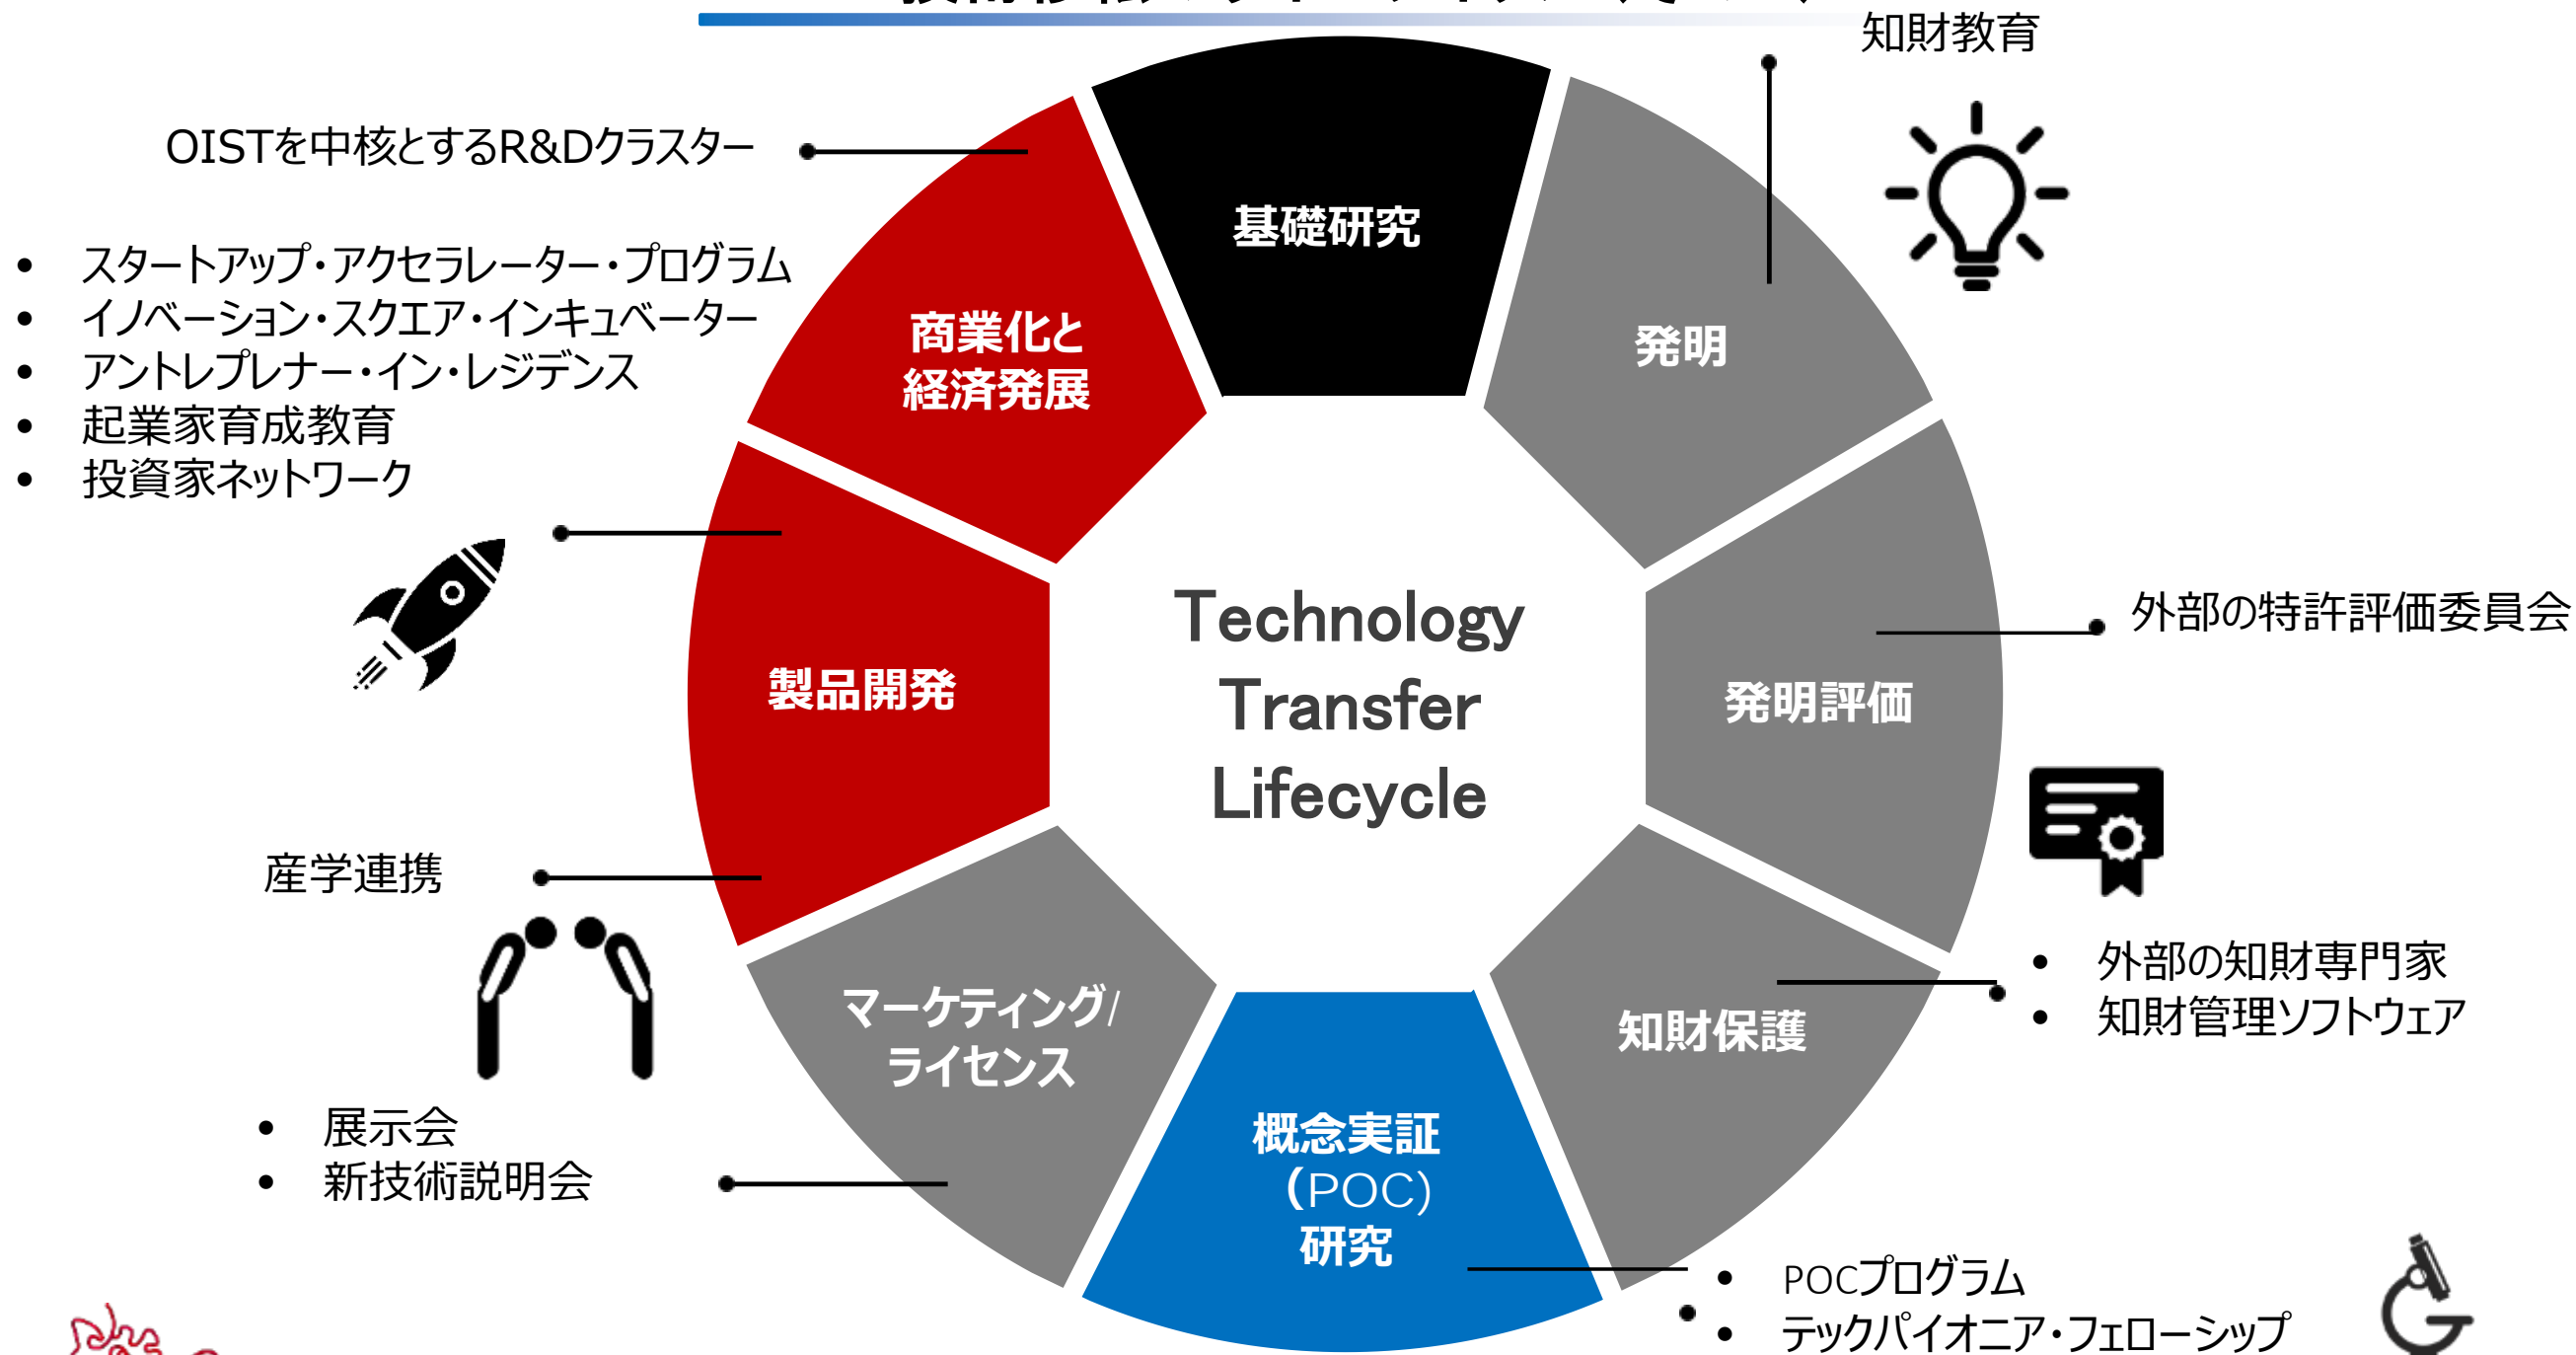 知財教育
OISTを中核とするR&Dクラスター
基礎研究
• スタートアップ・アクセラレーター・プログラム
• イノベーション・スクエア・インキュベーター
• アントレプレナー・イン・レジデンス
• 起業家育成教育
• 投資家ネットワーク
商業化と
経済発展
発明
Technology
Transfer
Lifecycle
外部の特許評価委員会
製品開発
発明評価
産学連携
• 外部の知財専門家
• 知財管理ソフトウェア
マーケティング/
ライセンス
知財保護
• 展示会
• 新技術説明会
概念実証
(POC)
研究
• POCプログラム
• テックパイオニア・フェローシップ